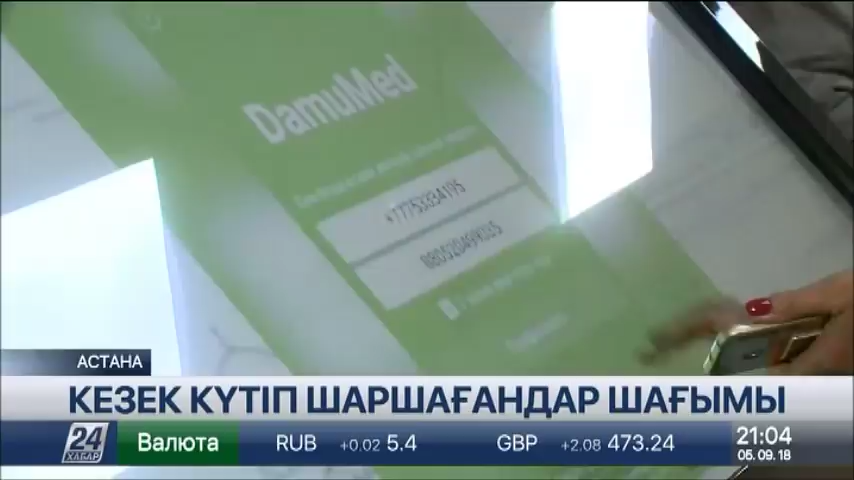 DamuMed
+17753334195
АСТАНА
КЕЗЕК КҮТІП ШАРШАҒАНДАР ШАҒЫМЫ
24 ХАБАР
Валюта
RUB +0.02 5.4
GBP +2.08 473.24
21:04
05.09.18